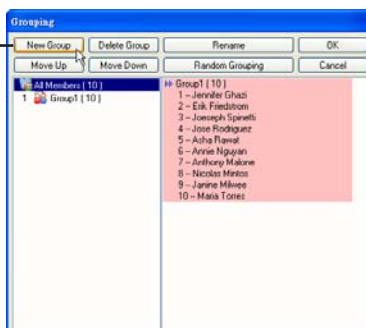 Grouping
New Group Delete Group Rename OK
Move Up Move Down Random Grouping Cancel
All Members ( 10 )
1 Group1 ( 10 )
Group1 ( 10 )
1 – Jennifer Ghazi
2 – Erik Friedstrom
3 – Joeseph Spinetti
4 – Jose Rodriguez
5 – Asha Rawat
6 – Annie Nguyan
7 – Anthony Malone
8 – Nicolas Mintos
9 – Janine Milwee
10 – Maria Torres